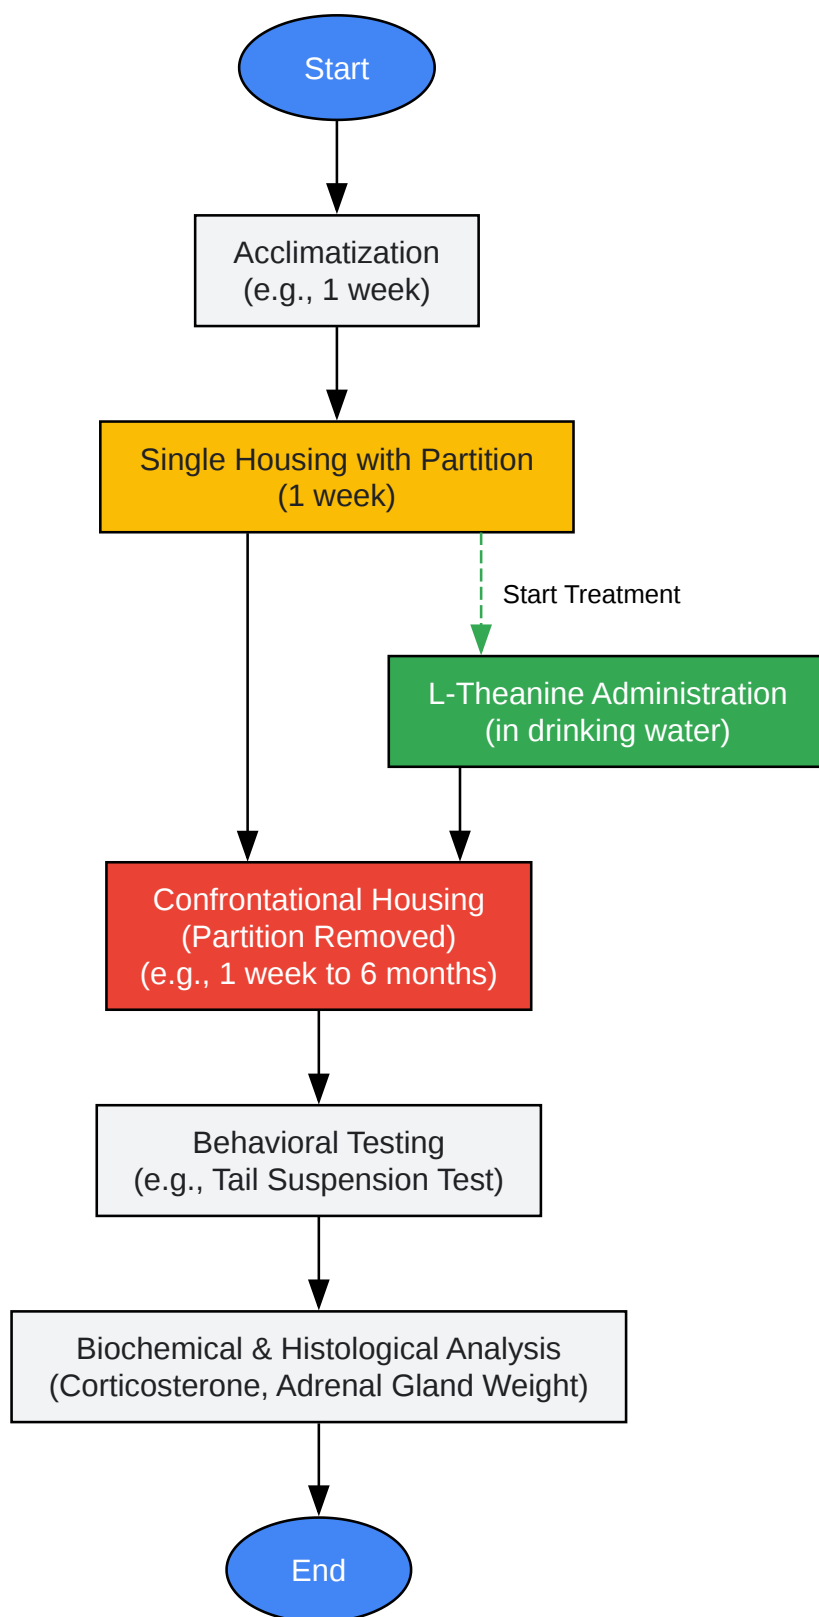 Start
Acclimatization
(e.g., 1 week)
Single Housing with Partition
(1 week)
Start Treatment
L-Theanine Administration
(in drinking water)
Confrontational Housing
(Partition Removed)
(e.g., 1 week to 6 months)
Behavioral Testing
(e.g., Tail Suspension Test)
Biochemical & Histological Analysis
(Corticosterone, Adrenal Gland Weight)
End